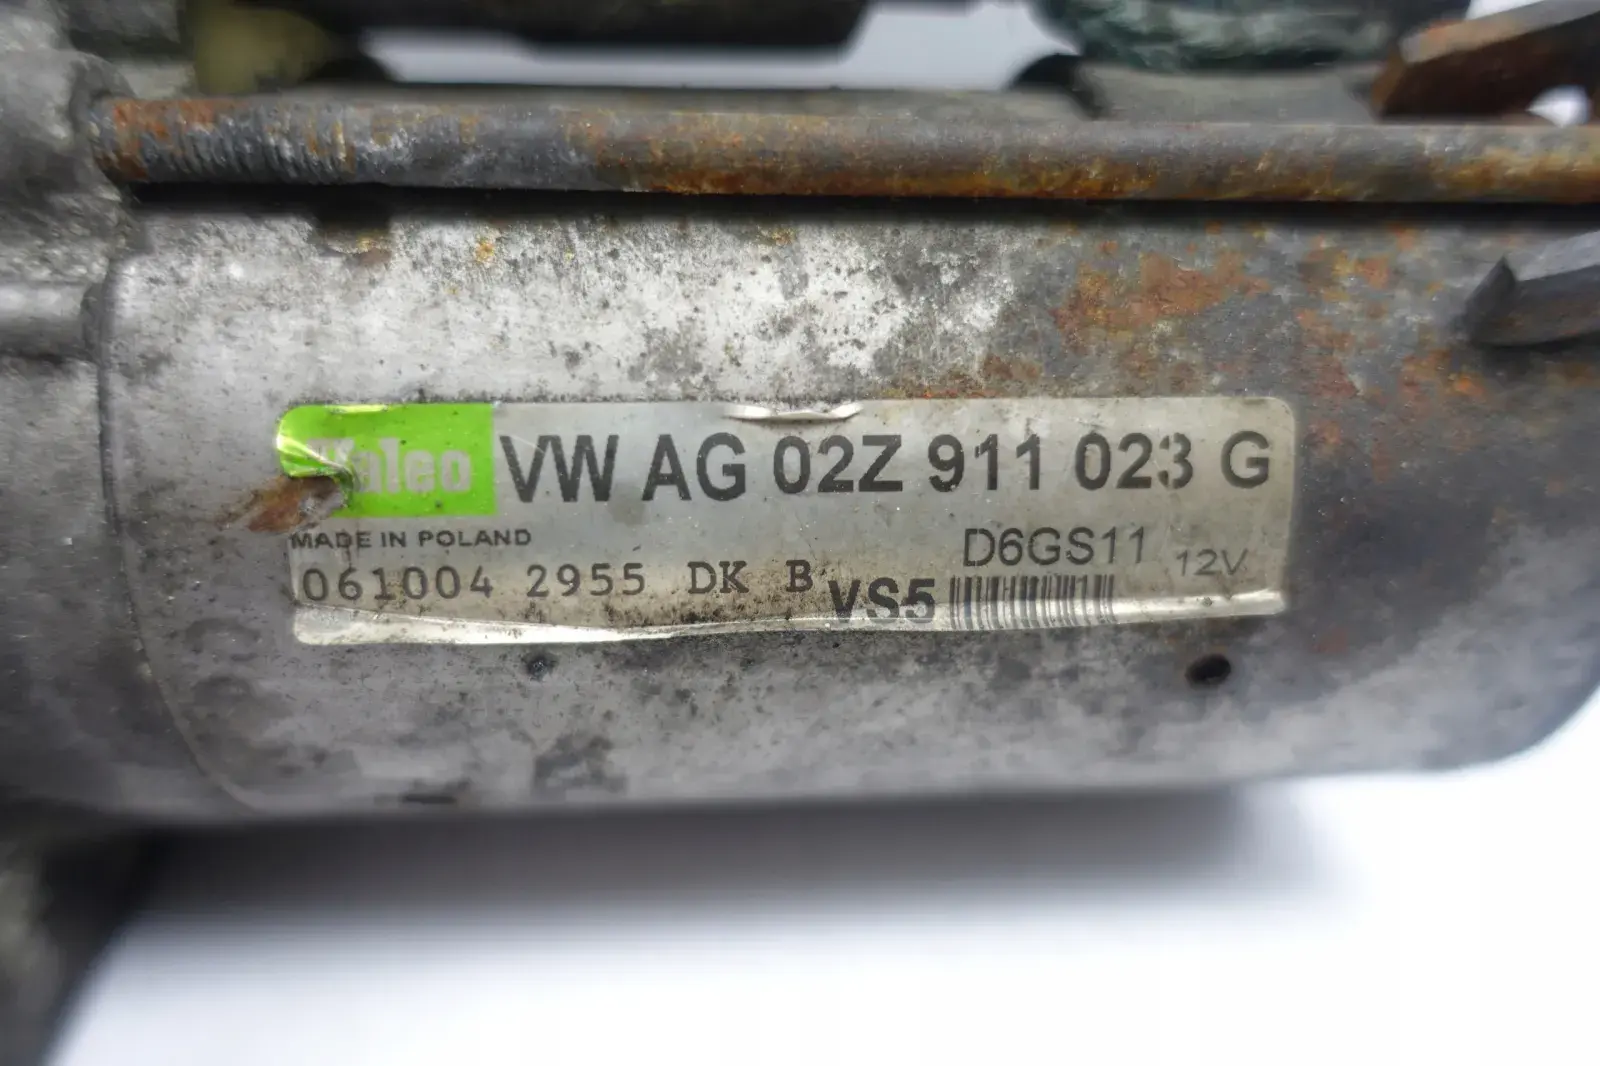 Valeo VW AG 02Z 911 023 G
MADE IN POLAND
D6GS11 12V
061004 2955 DK B VS5